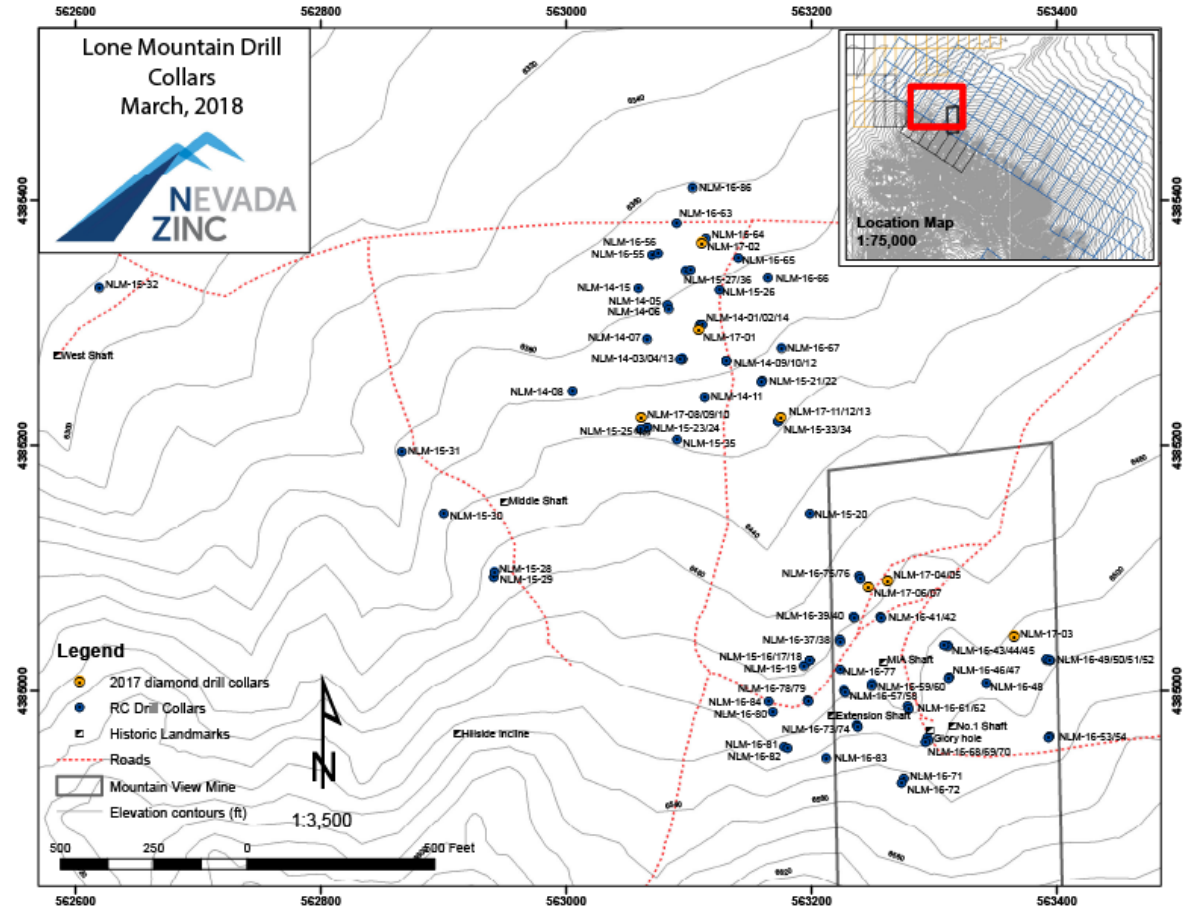 562600
562800
563000
563200
563400
Lone Mountain Drill
Collars
March, 2018
NEVADA
ZINC
Location Map
1:75,000
4385400
4385400
4385200
4385200
4385000
4385000
6340
6360
6380
6440
6480
6500
NLM-16-86
NLM-16-63
NLM-16-64
NLM-17-02
NLM-16-56
NLM-16-55
NLM-16-65
NLM-15-27/36
NLM-16-66
NLM-15-32
NLM-14-15
NLM-15-26
NLM-14-05
NLM-14-06
NLM-14-01/02/14
NLM-17-01
NLM-14-07
NLM-16-67
West Shaft
NLM-14-03/04/13
NLM-14-09/10/12
NLM-15-21/22
NLM-14-08
NLM-14-11
NLM-17-08/09/10
NLM-17-11/12/13
NLM-15-25
NLM-15-23/24
NLM-15-33/34
NLM-15-35
NLM-15-31
Middle Shaft
NLM-15-30
NLM-15-20
NLM-15-28
NLM-15-29
NLM-16-75/76
NLM-17-04/05
NLM-17-06/07
NLM-16-39/40
NLM-16-41/42
NLM-17-03
NLM-16-37/38
NLM-16-43/44/45
NLM-15-16/17/18
NLM-15-19
MIA Shaft
NLM-16-49/50/51/52
NLM-16-77
NLM-16-46/47
NLM-16-78/79
NLM-16-59/60
NLM-16-48
NLM-16-57/58
NLM-16-84
NLM-16-80
NLM-16-61/62
Extension Shaft
NLM-16-73/74
No.1 Shaft
Hillside Incline
Glory hole
NLM-16-53/54
NLM-16-81
NLM-16-82
NLM-16-68/69/70
NLM-16-83
NLM-16-71
NLM-16-72
Legend
2017 diamond drill collars
RC Drill Collars
Historic Landmarks
Roads
Mountain View Mine
Elevation contours (ft)
N
1:3,500
500
250
0
500 Feet
562600
562800
563000
563200
563400